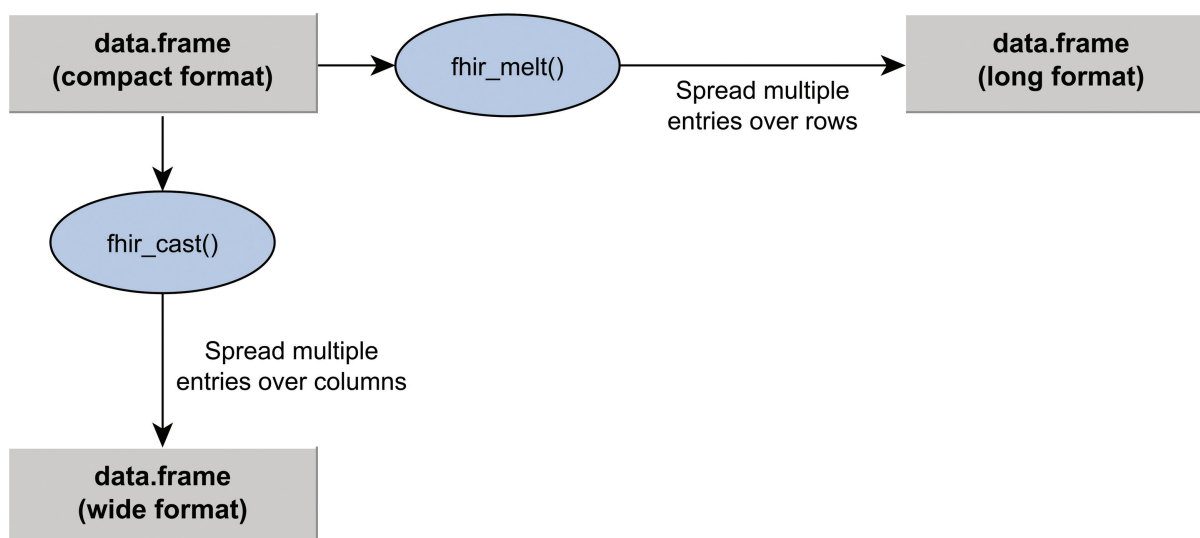 data.frame
(compact format)
fhir_melt()
data.frame
(long format)
Spread multiple
entries over rows
fhir_cast()
Spread multiple
entries over columns
data.frame
(wide format)